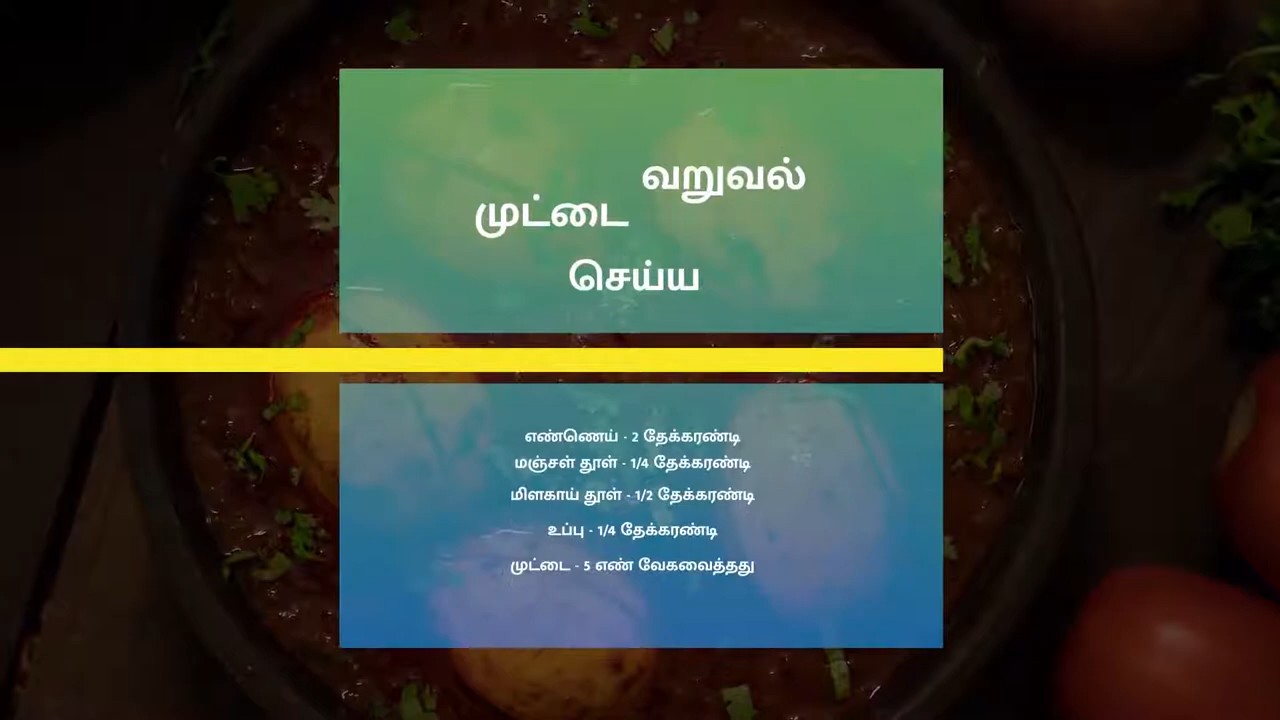 முட்டை வறுவல்
செய்ய
எண்ணெய் - 2 தேக்கரண்டி
மஞ்சள் தூள் - 1/4 தேக்கரண்டி
மிளகாய் தூள் - 1/2 தேக்கரண்டி
உப்பு - 1/4 தேக்கரண்டி
முட்டை - 5 எண் வேகவைத்தது